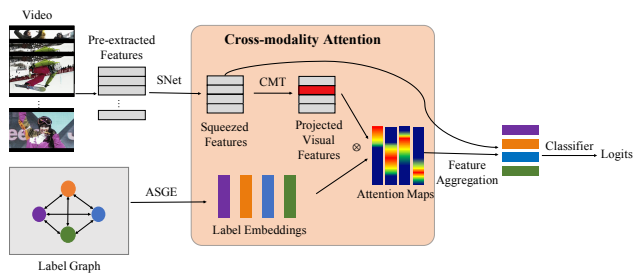 Video
Pre-extracted
Features
SNet
Cross-modality Attention
CMT
Squeezed
Features
Projected
Visual
Features
⊗
Attention Maps
Feature
Aggregation
Classifier
Logits
ASGE
Label Embeddings
Label Graph